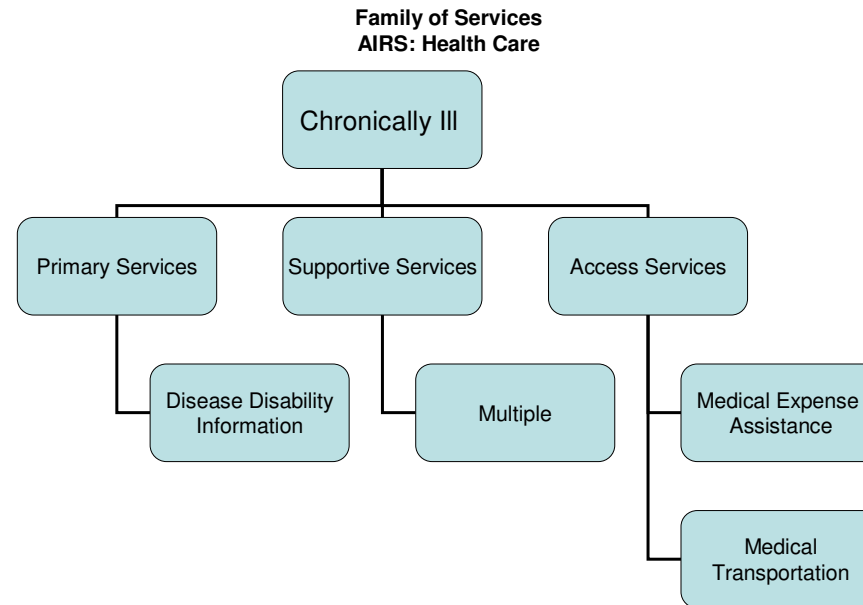 Family of Services
AIRS: Health Care
Chronically Ill
Primary Services
Supportive Services
Access Services
Disease Disability
Information
Multiple
Medical Expense
Assistance
Medical
Transportation